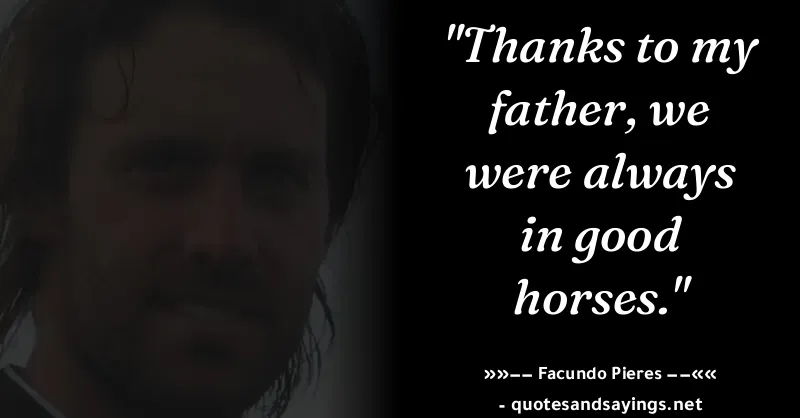 "Thanks to my
father, we
were always
in good
horses."
»»–– Facundo Pieres ––««
- quotesandsayings.net